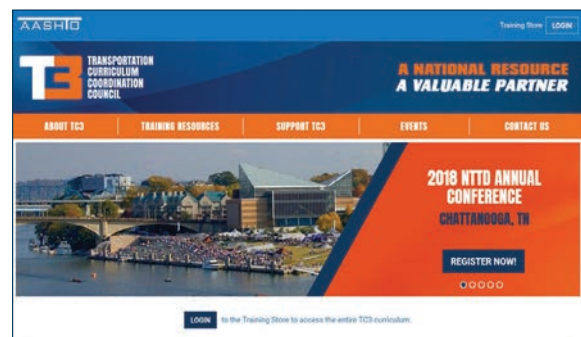 AASHTO
Training Store LOGIN
T3 TRANSPORTATION
CURRICULUM
COORDINATION
COUNCIL
A NATIONAL RESOURCE
A VALUABLE PARTNER
ABOUT TC3 TRAINING RESOURCES SUPPORT TC3 EVENTS CONTACT US
2018 NTTD ANNUAL
CONFERENCE
CHATTANOOGA, TN
REGISTER NOW!
LOGIN to the Training Store to access the entire TC3 curriculum.